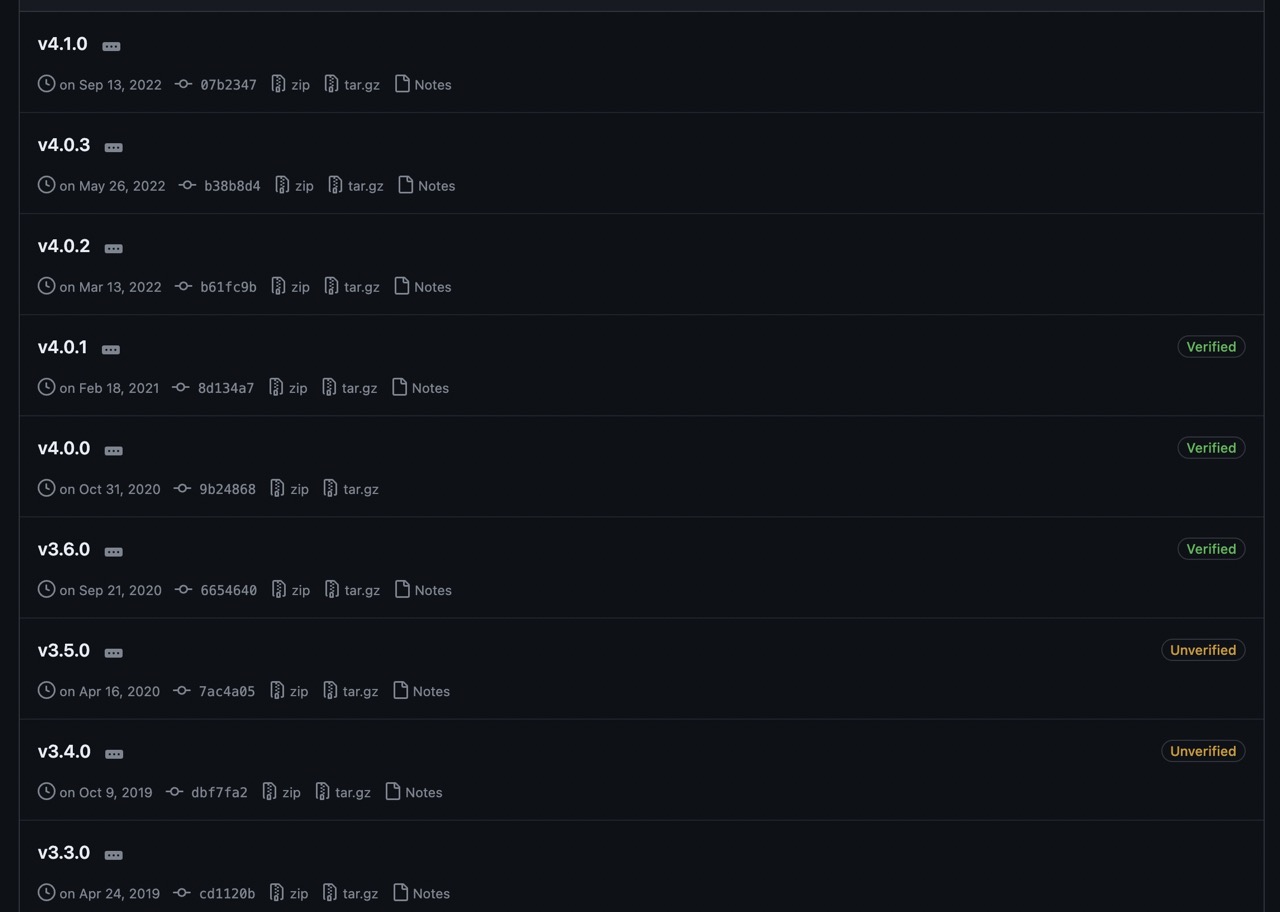 v4.1.0
on Sep 13, 2022 07b2347 zip tar.gz Notes
v4.0.3
on May 26, 2022 b38b8d4 zip tar.gz Notes
v4.0.2
on Mar 13, 2022 b61fc9b zip tar.gz Notes
v4.0.1 Verified
on Feb 18, 2021 8d134a7 zip tar.gz Notes
v4.0.0 Verified
on Oct 31, 2020 9b24868 zip tar.gz
v3.6.0 Verified
on Sep 21, 2020 6654640 zip tar.gz Notes
v3.5.0 Unverified
on Apr 16, 2020 7ac4a05 zip tar.gz Notes
v3.4.0 Unverified
on Oct 9, 2019 dbf7fa2 zip tar.gz Notes
v3.3.0
on Apr 24, 2019 cd1120b zip tar.gz Notes